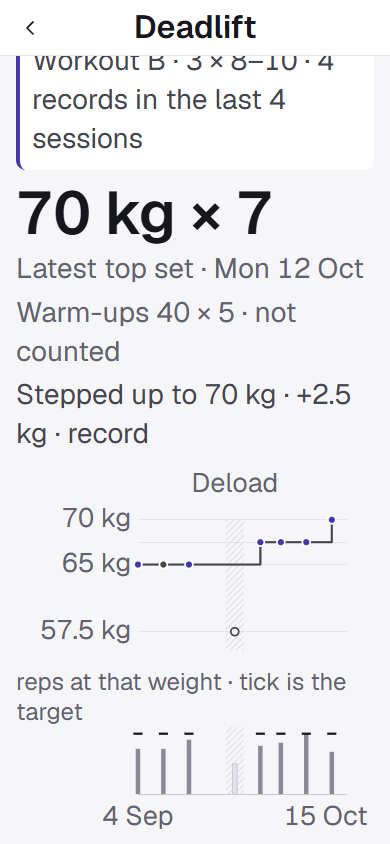 Deadlift
Workout B · 3 × 8–10 · 4
records in the last 4
sessions
70 kg × 7
Latest top set · Mon 12 Oct
Warm-ups 40 × 5 · not
counted
Stepped up to 70 kg · +2.5
kg · record
Deload
70 kg
65 kg
57.5 kg
reps at that weight · tick is the
target
4 Sep
15 Oct